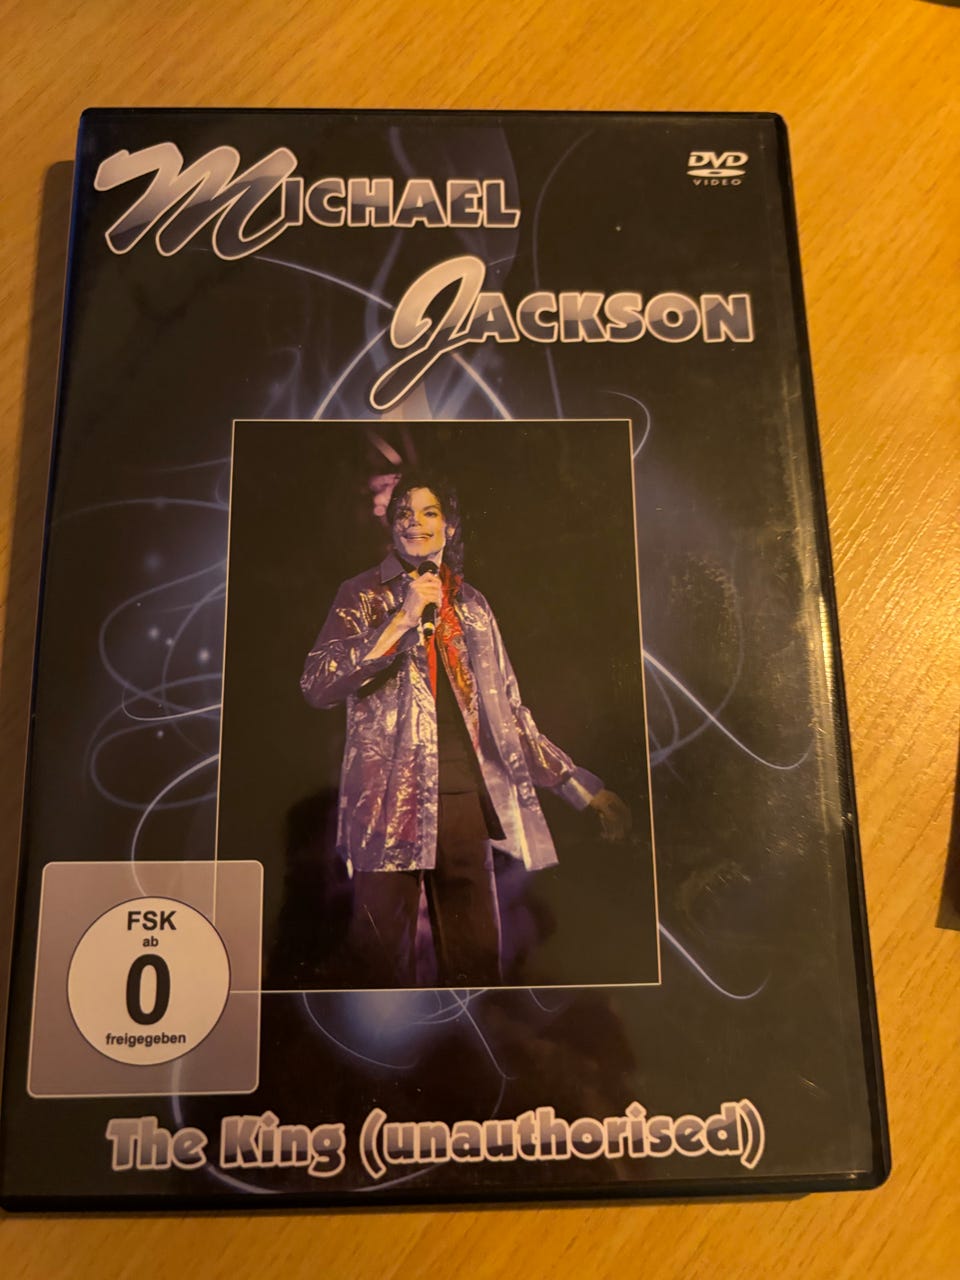 Michael
Jackson
DVD
VIDEO
FSK
ab
0
freigegeben
The King (unauthorised)